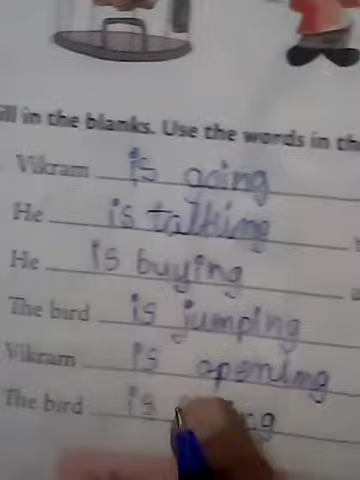 ill in the blanks. Use the words in th
Vikram is going
He is talking
He is buying
The bird is jumping
Vikram is opening
The bird is